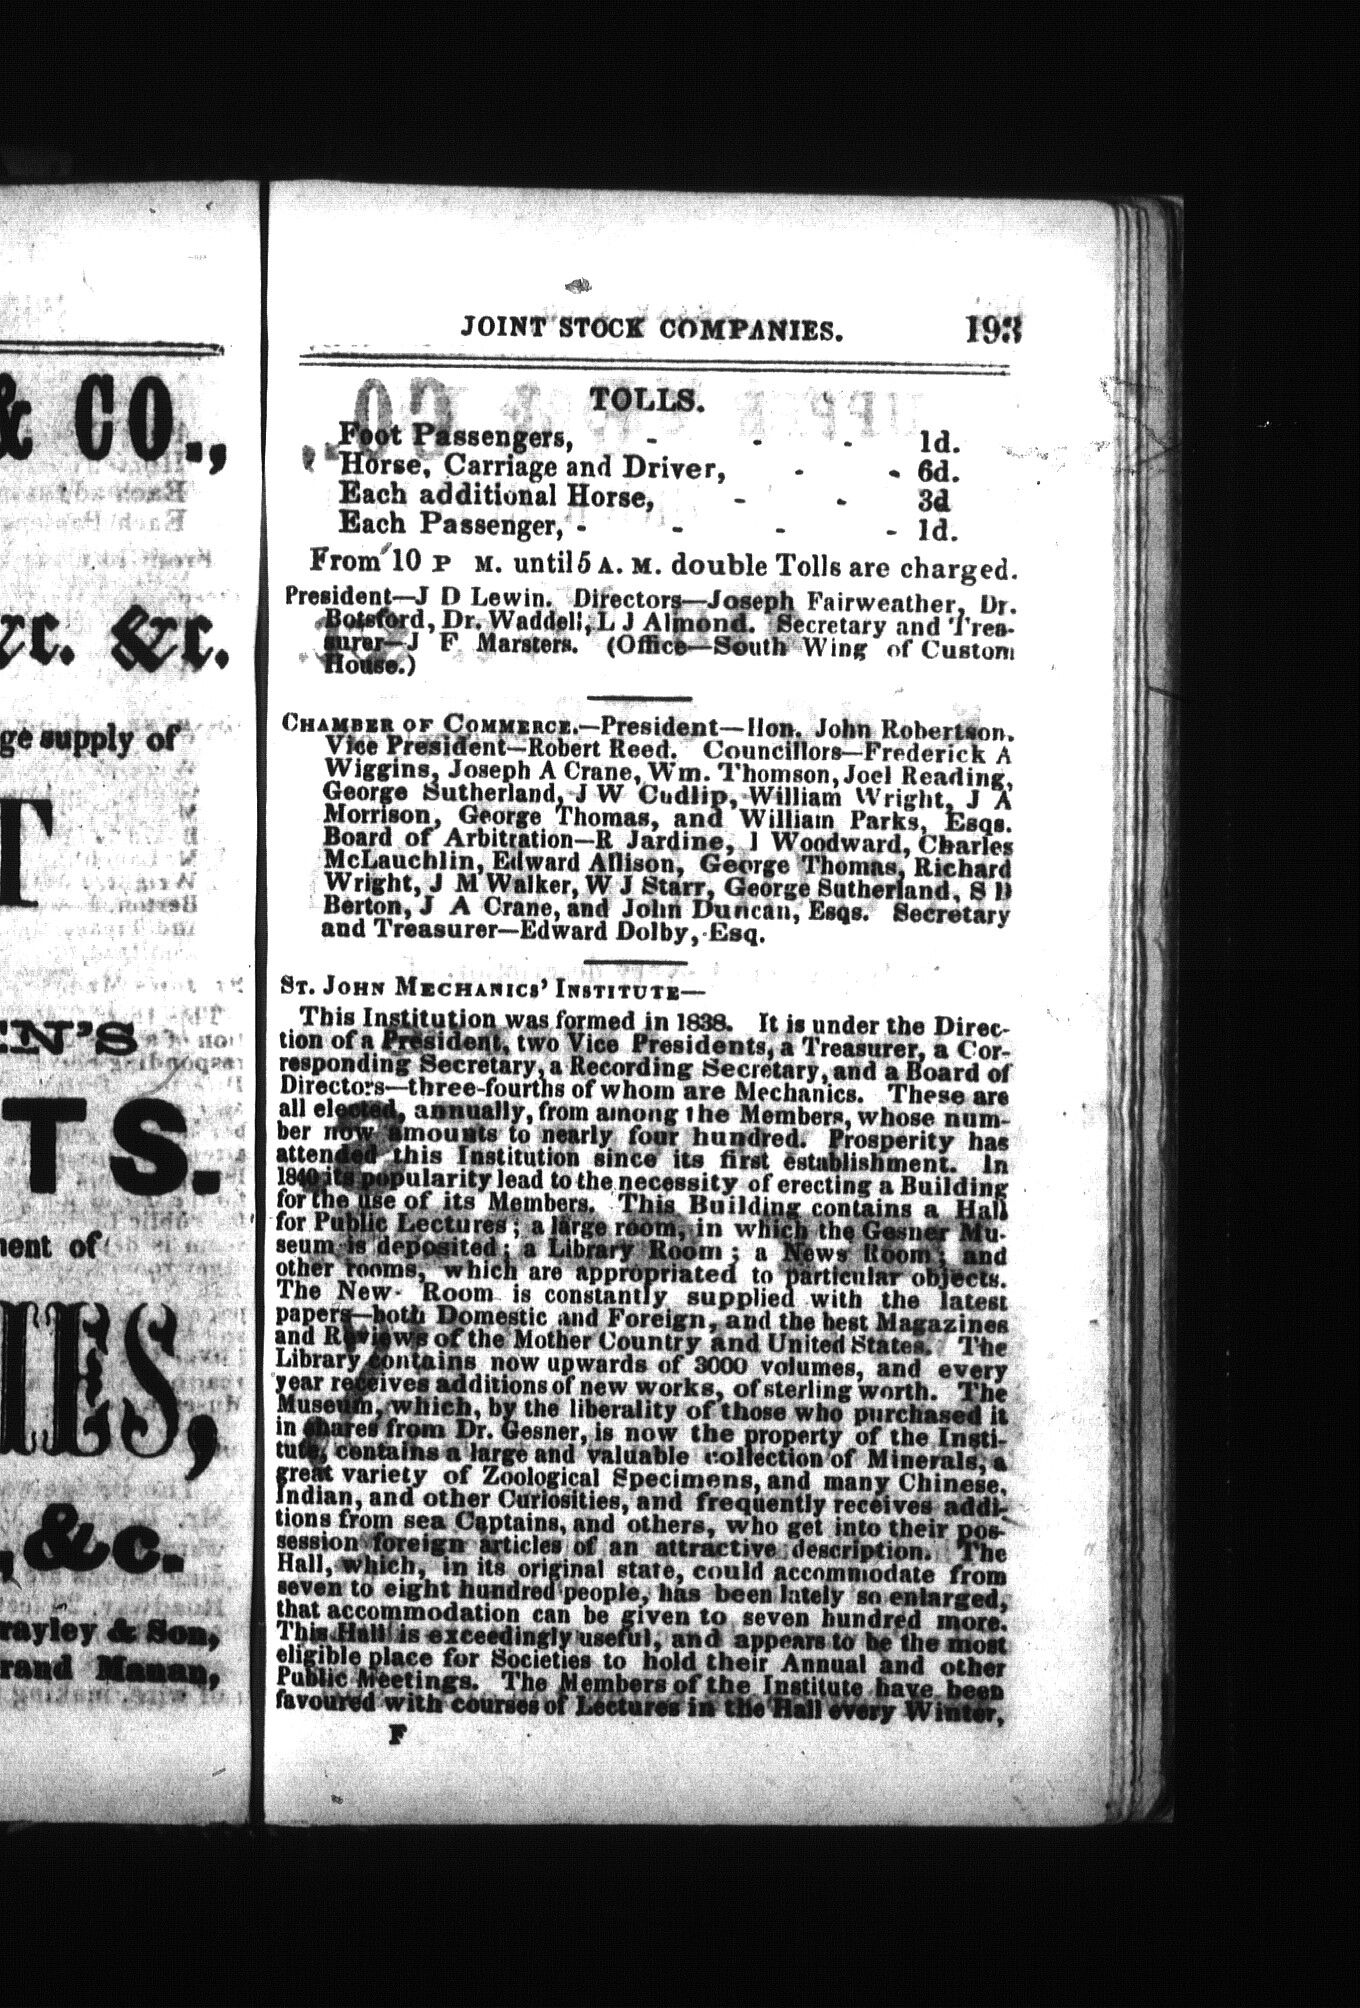 & CO.,
&c. &c.
ge supply of
T
EN'S
TS.
ment of
IES,
, &c.
rayley & Son,
rand Manan,
JOINT STOCK COMPANIES. 193
TOLLS.
Foot Passengers, - - - 1d.
Horse, Carriage and Driver, - - 6d.
Each additional Horse, - - 3d
Each Passenger, - - - - 1d.
From 10 P M. until 5 A. M. double Tolls are charged.
President—J D Lewin. Directors—Joseph Fairweather, Dr.
Botsford, Dr. Waddell, L J Almond. Secretary and Trea-
surer—J F Marsters. (Office—South Wing of Custom
House.)
CHAMBER OF COMMERCE.—President—Hon. John Robertson.
Vice President—Robert Reed. Councillors—Frederick A
Wiggins, Joseph A Crane, Wm. Thomson, Joel Reading,
George Sutherland, J W Cudlip, William Wright, J A
Morrison, George Thomas, and William Parks, Esqs.
Board of Arbitration—R Jardine, I Woodward, Charles
McLauchlin, Edward Allison, George Thomas, Richard
Wright, J M Walker, W J Starr, George Sutherland, S D
Berton, J A Crane, and John Duncan, Esqs. Secretary
and Treasurer—Edward Dolby, Esq.
ST. JOHN MECHANICS' INSTITUTE—
This Institution was formed in 1838. It is under the Direc-
tion of a President, two Vice Presidents, a Treasurer, a Cor-
responding Secretary, a Recording Secretary, and a Board of
Directors—three-fourths of whom are Mechanics. These are
all elected, annually, from among the Members, whose num-
ber now amounts to nearly four hundred. Prosperity has
attended this Institution since its first establishment. In
1840 its popularity lead to the necessity of erecting a Building
for the use of its Members. This Building contains a Hall
for Public Lectures; a large room, in which the Gesner Mu-
seum is deposited; a Library Room; a News Room; and
other rooms, which are appropriated to particular objects.
The New- Room is constantly supplied with the latest
papers—both Domestic and Foreign, and the best Magazines
and Reviews of the Mother Country and United States. The
Library contains now upwards of 3000 volumes, and every
year receives additions of new works, of sterling worth. The
Museum, which, by the liberality of those who purchased it
in shares from Dr. Gesner, is now the property of the Insti-
tute, contains a large and valuable collection of Minerals, a
great variety of Zoological Specimens, and many Chinese,
Indian, and other Curiosities, and frequently receives addi-
tions from sea Captains, and others, who get into their pos-
session foreign articles of an attractive description. The
Hall, which, in its original state, could accommodate from
seven to eight hundred people, has been lately so enlarged,
that accommodation can be given to seven hundred more.
This Hall is exceedingly useful, and appears to be the most
eligible place for Societies to hold their Annual and other
Public Meetings. The Members of the Institute have been
favoured with courses of Lectures in the Hall every Winter,
F